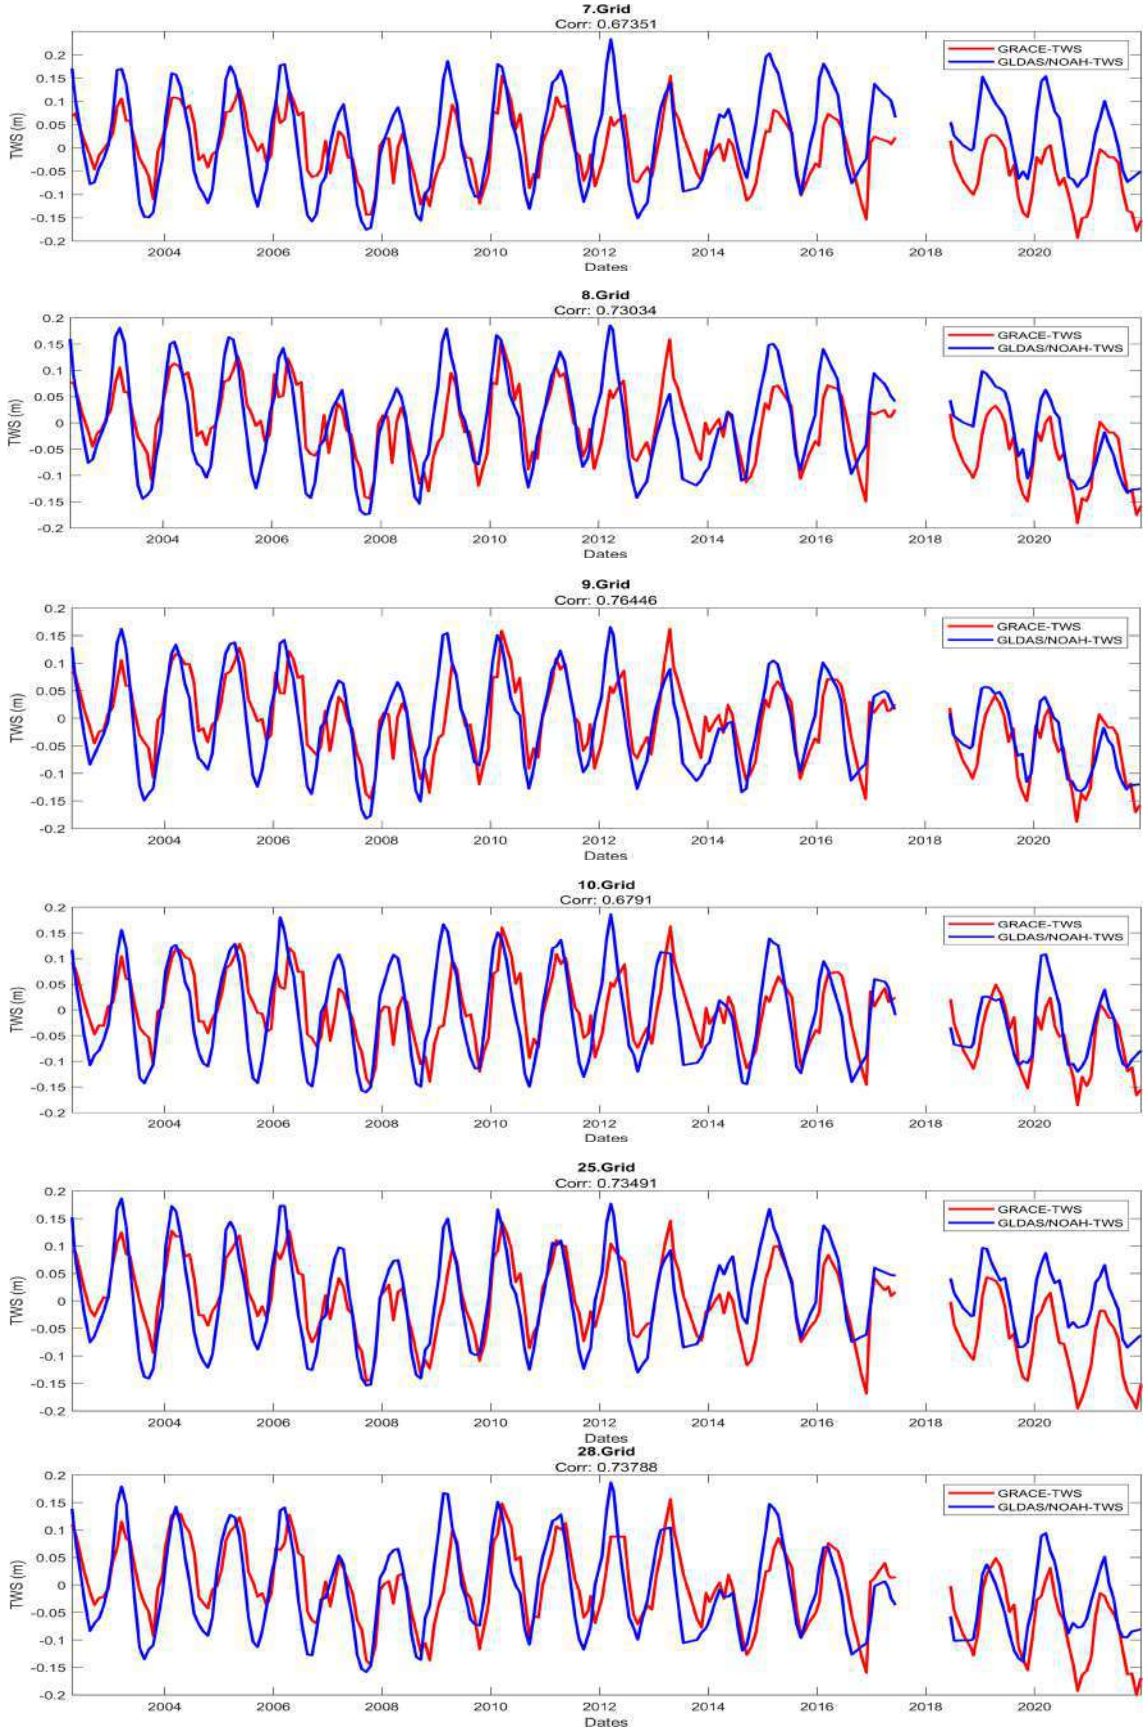 7.Grid
Corr: 0.67351
GRACE-TWS
GLDAS/NOAH-TWS
0.2
0.15
0.1
0.05
0
-0.05
-0.1
-0.15
-0.2
TWS (m)
2004 2006 2008 2010 2012 2014 2016 2018 2020
Dates
8.Grid
Corr: 0.73034
GRACE-TWS
GLDAS/NOAH-TWS
0.2
0.15
0.1
0.05
0
-0.05
-0.1
-0.15
-0.2
TWS (m)
2004 2006 2008 2010 2012 2014 2016 2018 2020
Dates
9.Grid
Corr: 0.76446
GRACE-TWS
GLDAS/NOAH-TWS
0.2
0.15
0.1
0.05
0
-0.05
-0.1
-0.15
-0.2
TWS (m)
2004 2006 2008 2010 2012 2014 2016 2018 2020
Dates
10.Grid
Corr: 0.6791
GRACE-TWS
GLDAS/NOAH-TWS
0.2
0.15
0.1
0.05
0
-0.05
-0.1
-0.15
-0.2
TWS (m)
2004 2006 2008 2010 2012 2014 2016 2018 2020
Dates
25.Grid
Corr: 0.73491
GRACE-TWS
GLDAS/NOAH-TWS
0.2
0.15
0.1
0.05
0
-0.05
-0.1
-0.15
-0.2
TWS (m)
2004 2006 2008 2010 2012 2014 2016 2018 2020
Dates
28.Grid
Corr: 0.73788
GRACE-TWS
GLDAS/NOAH-TWS
0.2
0.15
0.1
0.05
0
-0.05
-0.1
-0.15
-0.2
TWS (m)
2004 2006 2008 2010 2012 2014 2016 2018 2020
Dates